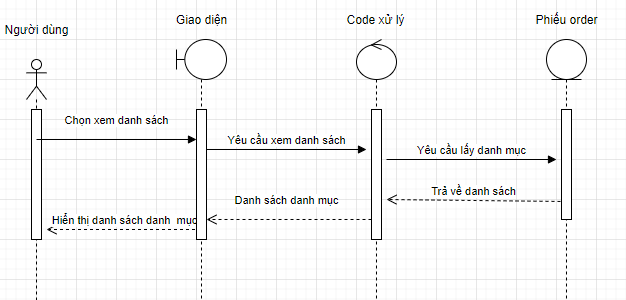 Người dùng
Giao diện
Code xử lý
Phiếu order
Chọn xem danh sách
Yêu cầu xem danh sách
Yêu cầu lấy danh mục
Trả về danh sách
Danh sách danh mục
Hiển thị danh sách danh mục